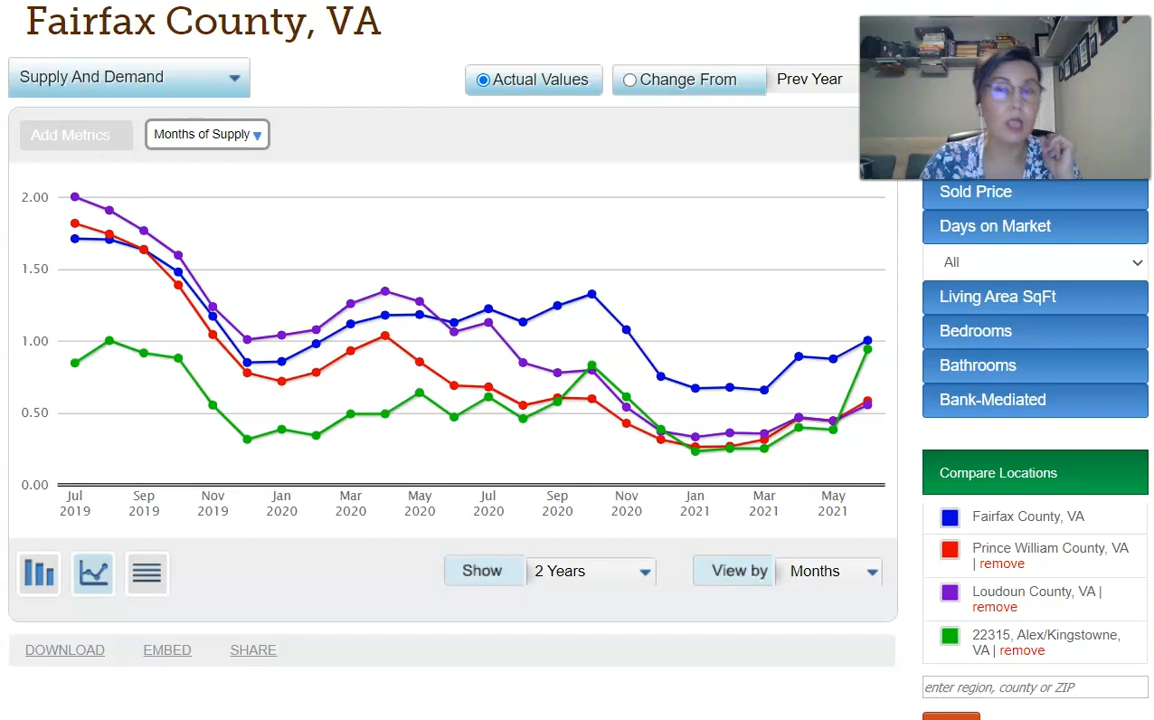 Fairfax County, VA
Supply And Demand
Actual Values
Change From
Prev Year
Add Metrics
Months of Supply
2.00
1.50
1.00
0.50
0.00
Jul Sep Nov Jan Mar May Jul Sep Nov Jan Mar May
2019 2019 2019 2020 2020 2020 2020 2020 2020 2021 2021 2021
Show
2 Years
View by
Months
DOWNLOAD
EMBED
SHARE
Sold Price
Days on Market
All
Living Area SqFt
Bedrooms
Bathrooms
Bank-Mediated
Compare Locations
Fairfax County, VA
Prince William County, VA
| remove
Loudoun County, VA |
remove
22315, Alex/Kingstowne,
VA | remove
enter region, county or ZIP